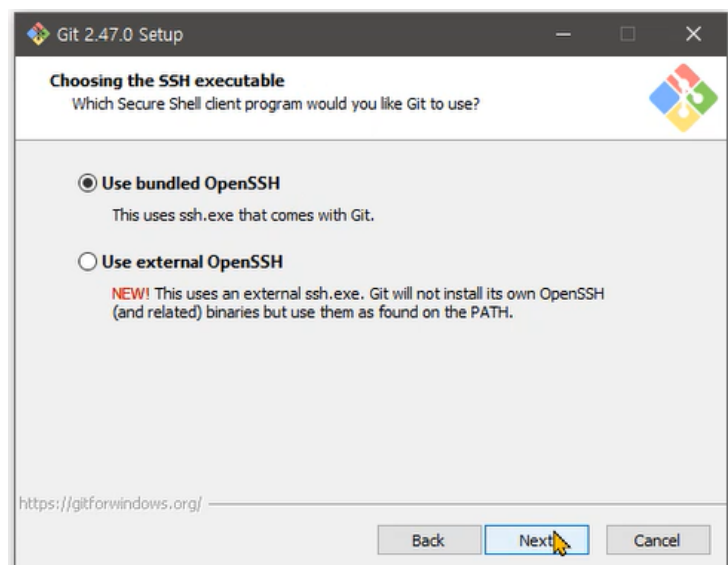 Git 2.47.0 Setup
Choosing the SSH executable
Which Secure Shell client program would you like Git to use?
Use bundled OpenSSH
This uses ssh.exe that comes with Git.
Use external OpenSSH
NEW! This uses an external ssh.exe. Git will not install its own OpenSSH
(and related) binaries but use them as found on the PATH.
https://gitforwindows.org/
Back Next Cancel